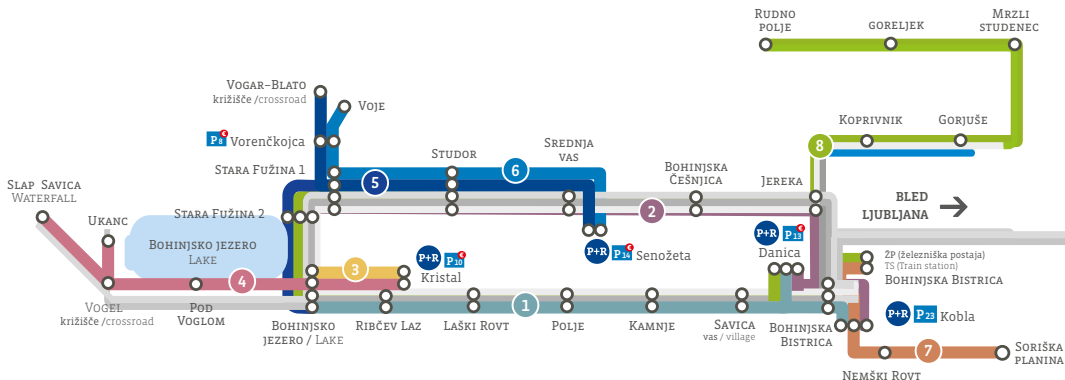 RUDNO
POLJE
GORELJEK
MRZLI
STUDENEC
VOGAR–BLATO
križišče /crossroad
VOJE
P8 €
VORENČKOJCA
KOPRIVNIK
GORJUŠE
8
STARA FUŽINA 1
STUDOR
SREDNJA
VAS
6
5
BOHINJSKA
ČEŠNJICA
JEREKA
SLAP SAVICA
WATERFALL
UKANC
STARA FUŽINA 2
2
BLED
LJUBLJANA
BOHINJSKO JEZERO
LAKE
P+R P10 €
KRISTAL
P+R P14 €
SENOŽETA
P+R P13 €
DANICA
ŽP (železniška postaja)
TS (Train station)
BOHINJSKA BISTRICA
4
3
1
VOGEL
križišče/crossroad
POD
VOGLOM
BOHINJSKO
JEZERO / LAKE
RIBČEV LAZ
LAŠKI ROVT
POLJE
KAMNJE
SAVICA
vas / village
BOHINJSKA
BISTRICA
P+R P23 KOBLA
7
NEMŠKI ROVT
SORIŠKA
PLANINA